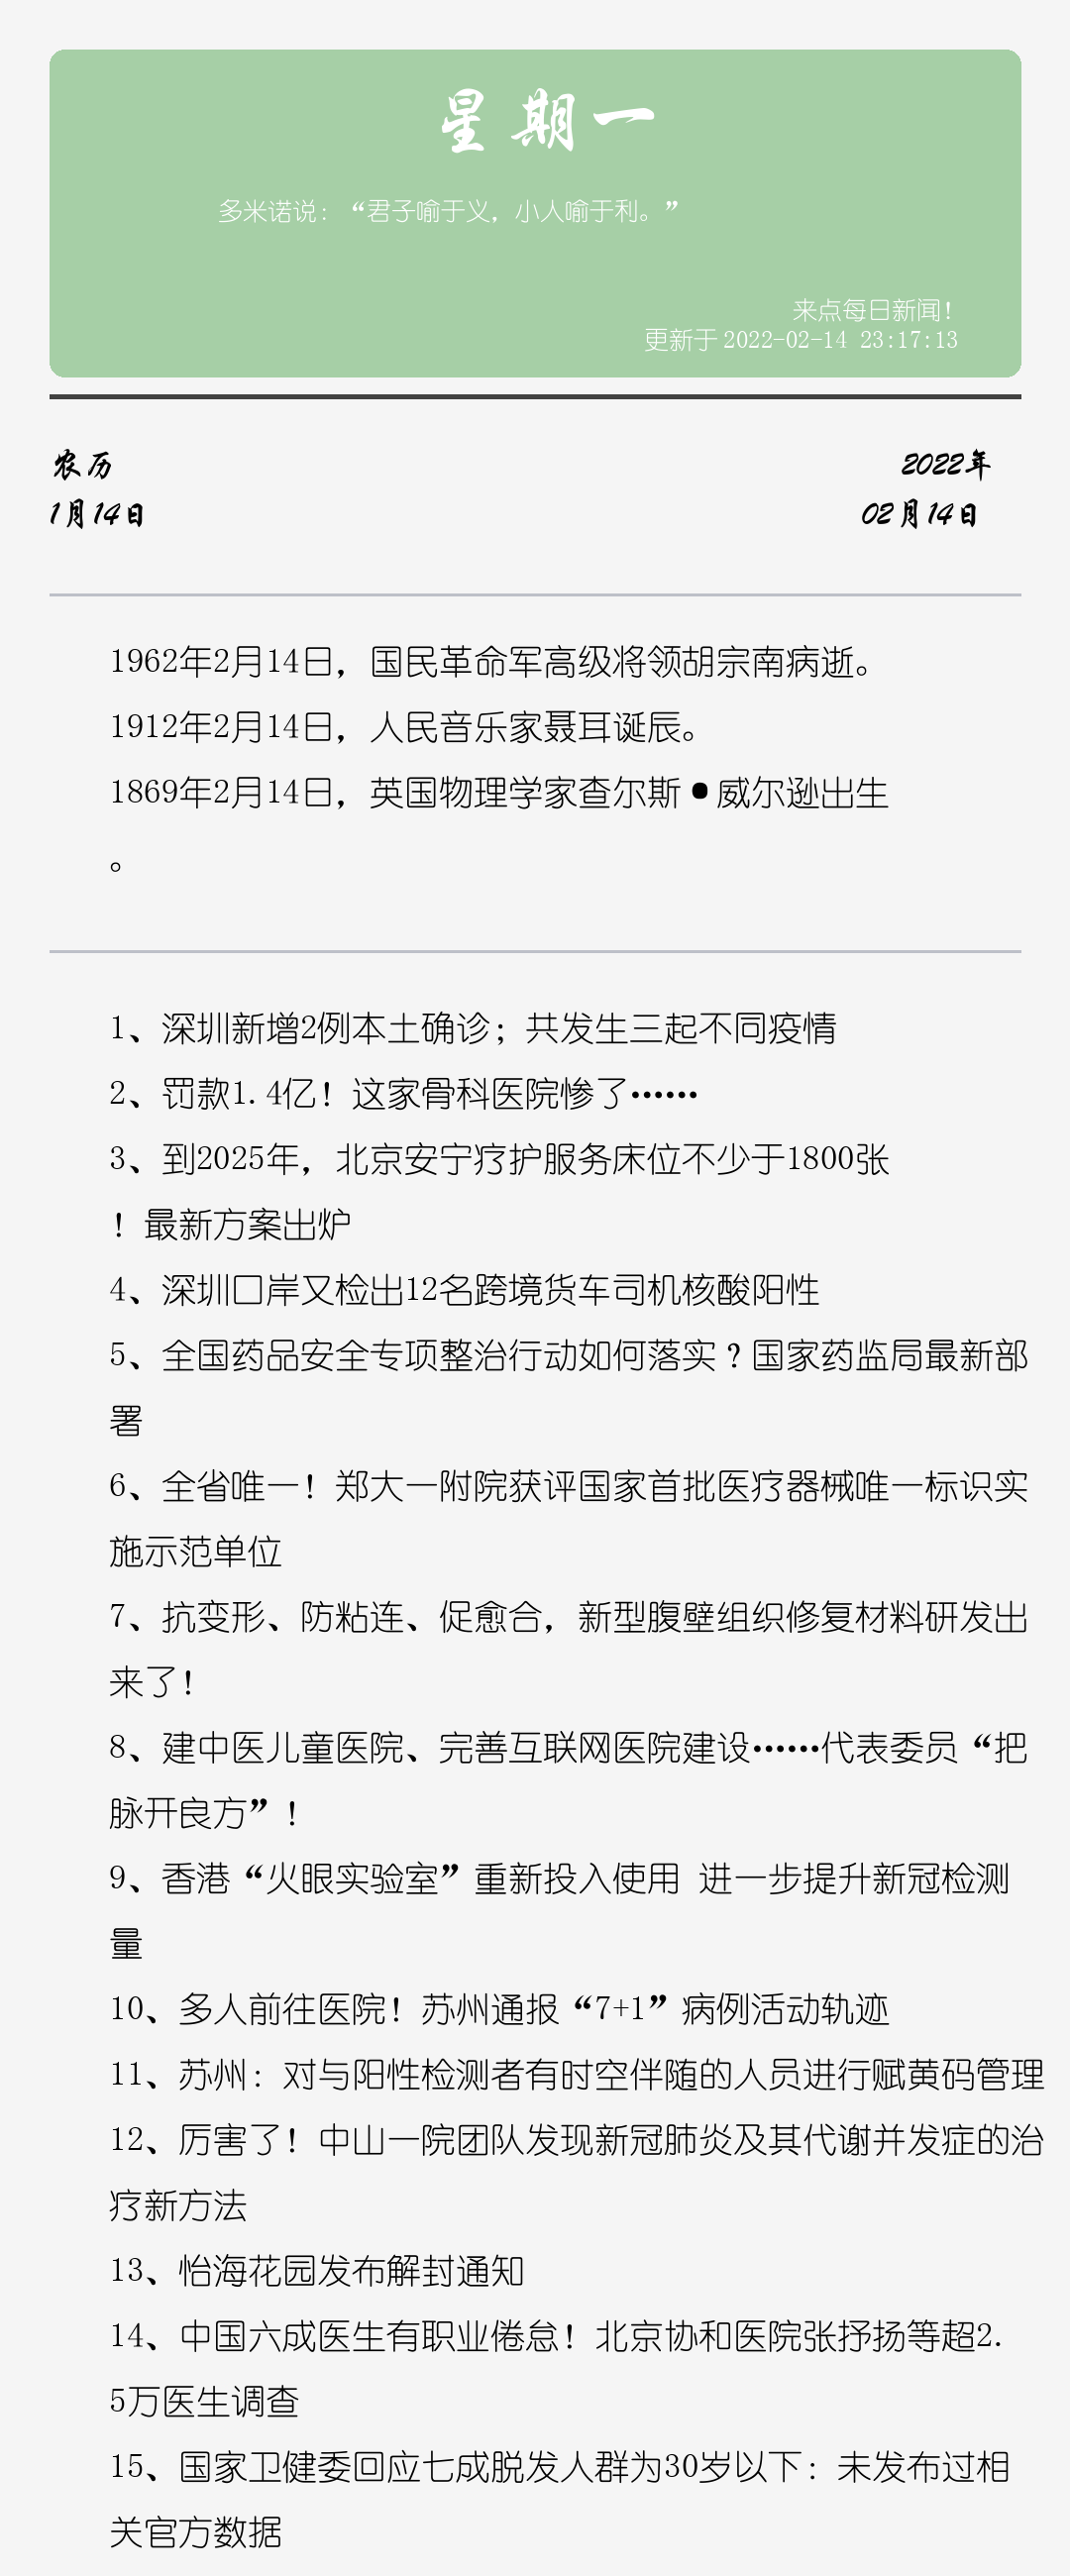 星期一
多米诺说：“君子喻于义，小人喻于利。”
来点每日新闻！
更新于 2022-02-14 23:17:13
农历
2022年
1月14日
02月14日
1962年2月14日，国民革命军高级将领胡宗南病逝。
1912年2月14日，人民音乐家聂耳诞辰。
1869年2月14日，英国物理学家查尔斯•威尔逊出生
。
1、深圳新增2例本土确诊；共发生三起不同疫情
2、罚款1.4亿！这家骨科医院惨了……
3、到2025年，北京安宁疗护服务床位不少于1800张
！最新方案出炉
4、深圳口岸又检出12名跨境货车司机核酸阳性
5、全国药品安全专项整治行动如何落实？国家药监局最新部
署
6、全省唯一！郑大一附院获评国家首批医疗器械唯一标识实
施示范单位
7、抗变形、防粘连、促愈合，新型腹壁组织修复材料研发出
来了！
8、建中医儿童医院、完善互联网医院建设……代表委员“把
脉开良方”！
9、香港“火眼实验室”重新投入使用 进一步提升新冠检测
量
10、多人前往医院！苏州通报“7+1”病例活动轨迹
11、苏州：对与阳性检测者有时空伴随的人员进行赋黄码管理
12、厉害了！中山一院团队发现新冠肺炎及其代谢并发症的治
疗新方法
13、怡海花园发布解封通知
14、中国六成医生有职业倦怠！北京协和医院张抒扬等超2.
5万医生调查
15、国家卫健委回应七成脱发人群为30岁以下：未发布过相
关官方数据